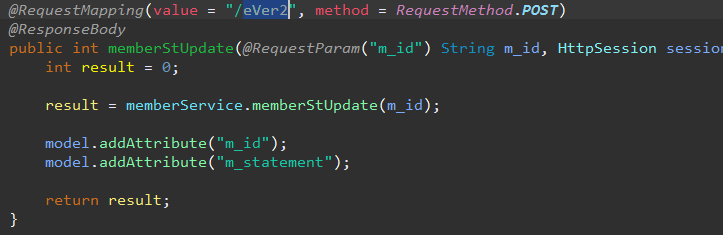 @RequestMapping(value = "/eVer2", method = RequestMethod.POST)
@ResponseBody
public int memberStUpdate(@RequestParam("m_id") String m_id, HttpSession session
int result = 0;
result = memberService.memberStUpdate(m_id);
model.addAttribute("m_id");
model.addAttribute("m_statement");
return result;
}